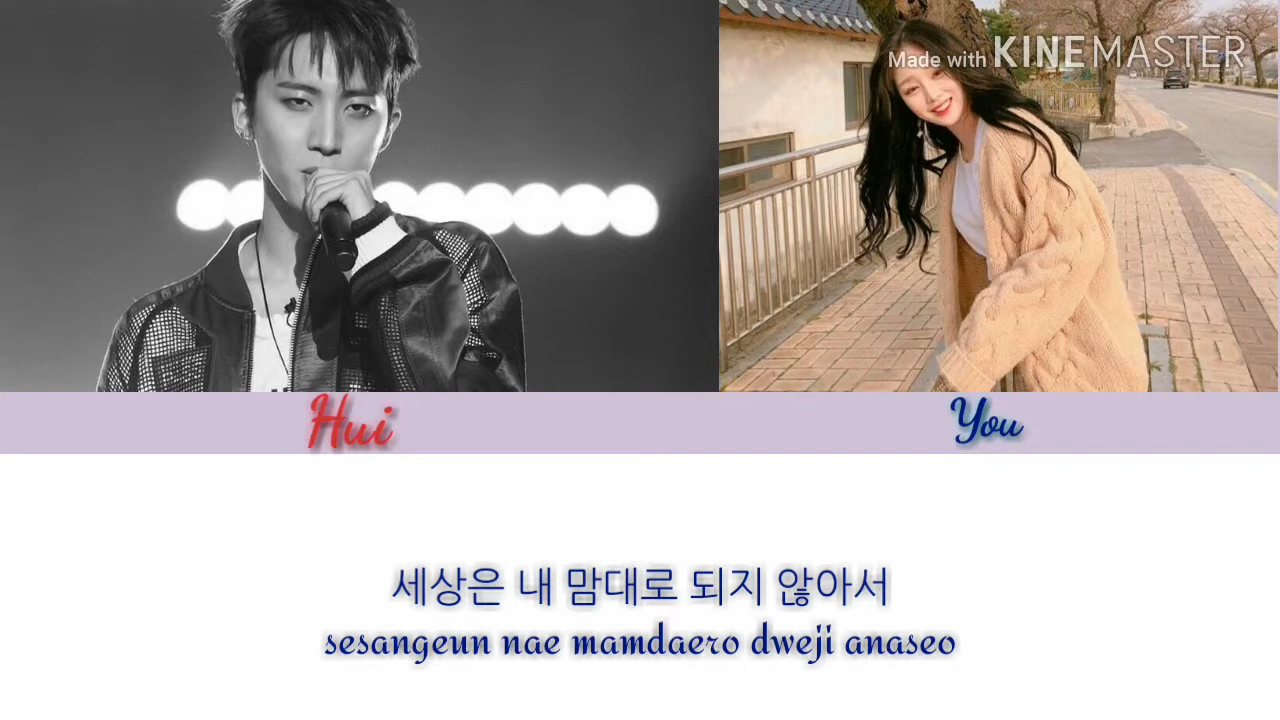 Made with KINEMASTER
Hui
You
세상은 내 맘대로 되지 않아서
sesangeun nae mamdaero dweji anaseo